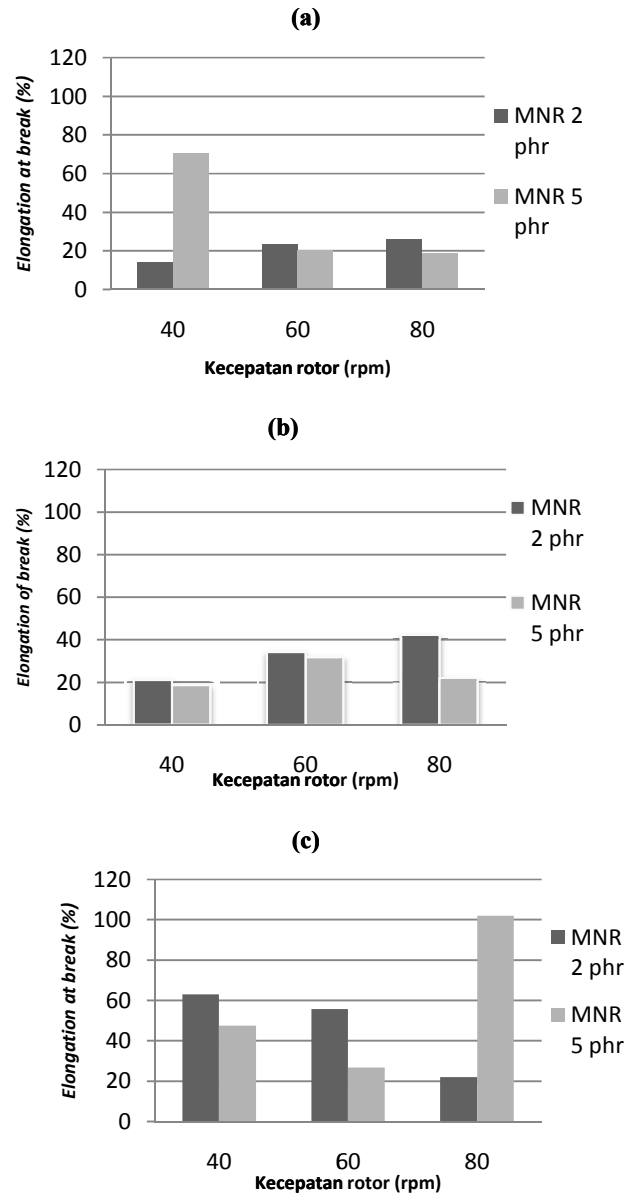 (a)
Elongation at break (%)
120
100
80
60
40
20
0
40 60 80
Kecepatan rotor (rpm)
MNR 2
phr
MNR 5
phr
(b)
Elongation of break (%)
120
100
80
60
40
20
0
40 60 80
Kecepatan rotor (rpm)
MNR
2 phr
MNR
5 phr
(c)
Elongation at break (%)
120
100
80
60
40
20
0
40 60 80
Kecepatan rotor (rpm)
MNR
2 phr
MNR
5 phr